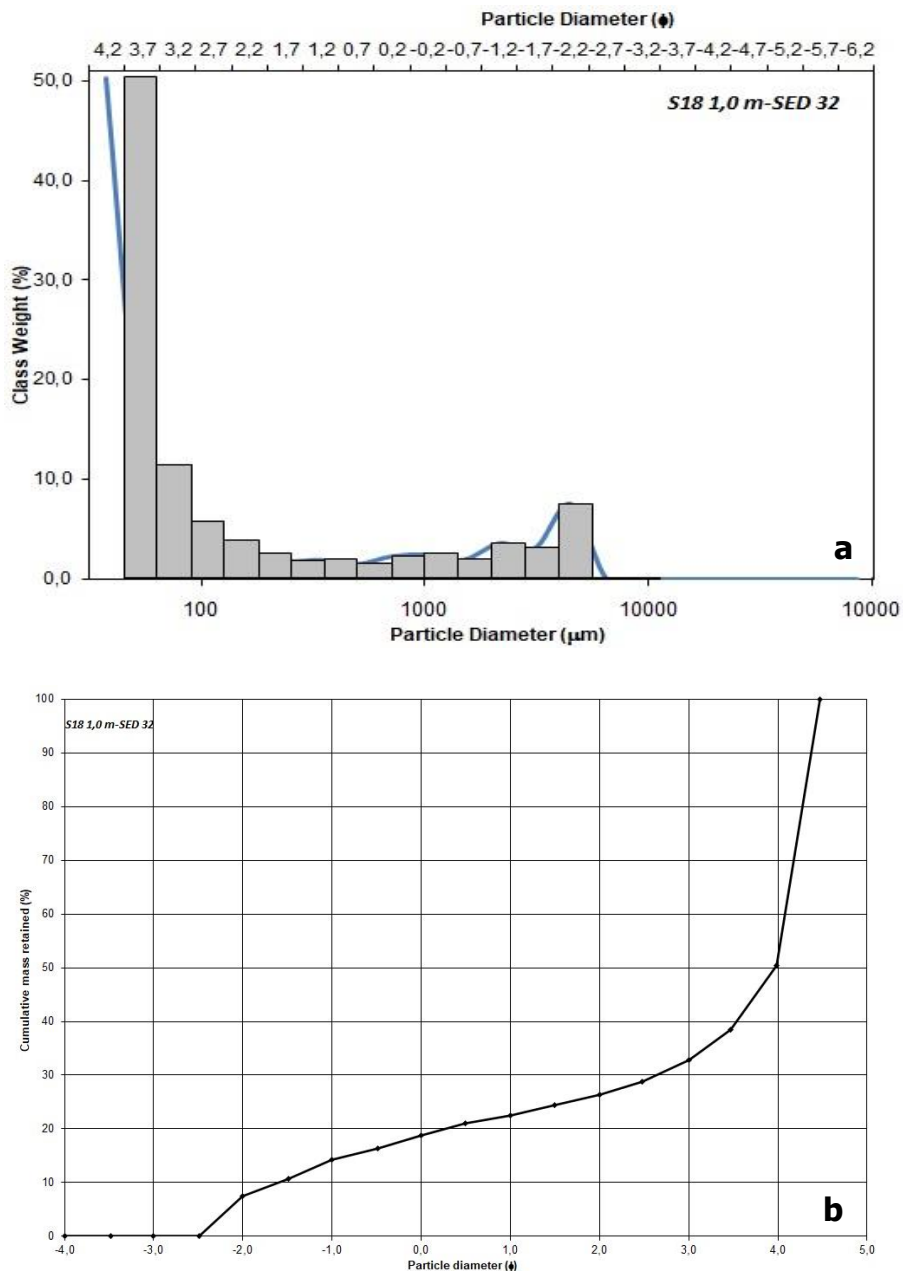 Particle Diameter (ϕ)
4,2 3,7 3,2 2,7 2,2 1,7 1,2 0,7 0,2 -0,2 -0,7 -1,2 -1,7 -2,2 -2,7 -3,2 -3,7 -4,2 -4,7 -5,2 -5,7 -6,2
S18 1,0 m-SED 32
50,0
40,0
30,0
20,0
10,0
0,0
Class Weight (%)
a
100 1000 10000 10000
Particle Diameter (μm)
S18 1,0 m-SED 32
100
90
80
70
60
50
40
30
20
10
0
Cumulative mass retained (%)
b
-4,0 -3,0 -2,0 -1,0 0,0 1,0 2,0 3,0 4,0 5,0
Particle diameter (ϕ)